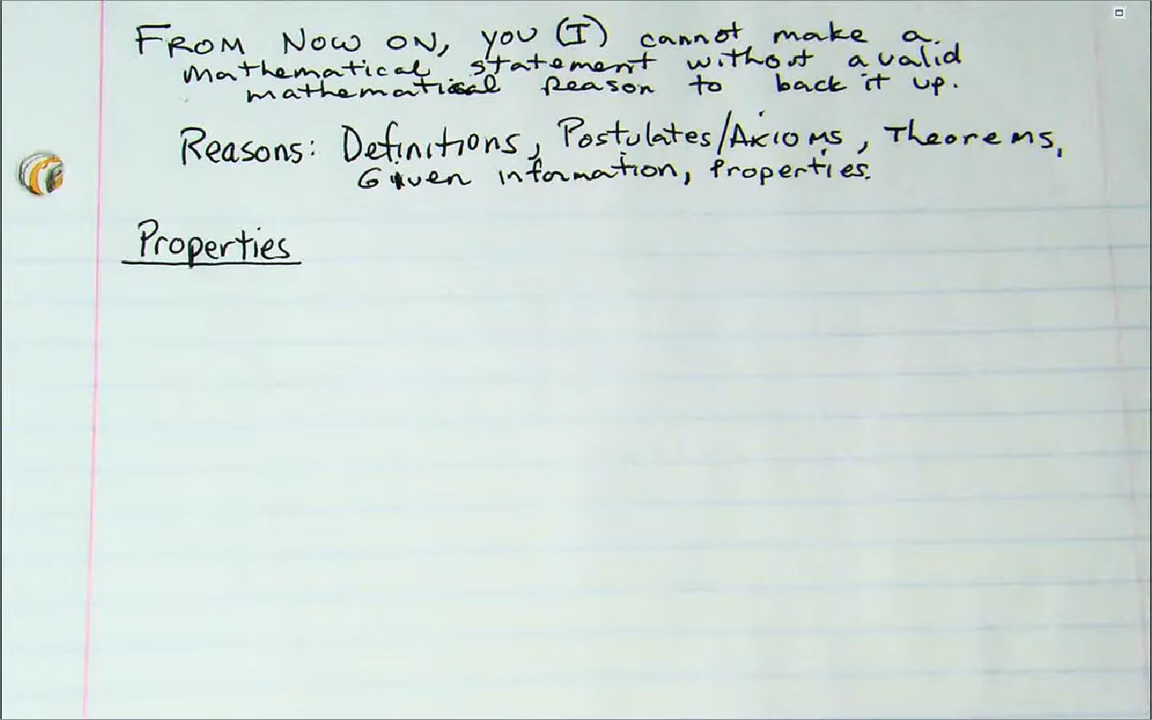 FROM NOW ON, you (I) cannot make a
mathematical statement without a valid
mathematical reason to back it up.
Reasons: Definitions, Postulates/Axioms, Theorems,
Given information, Properties.
Properties